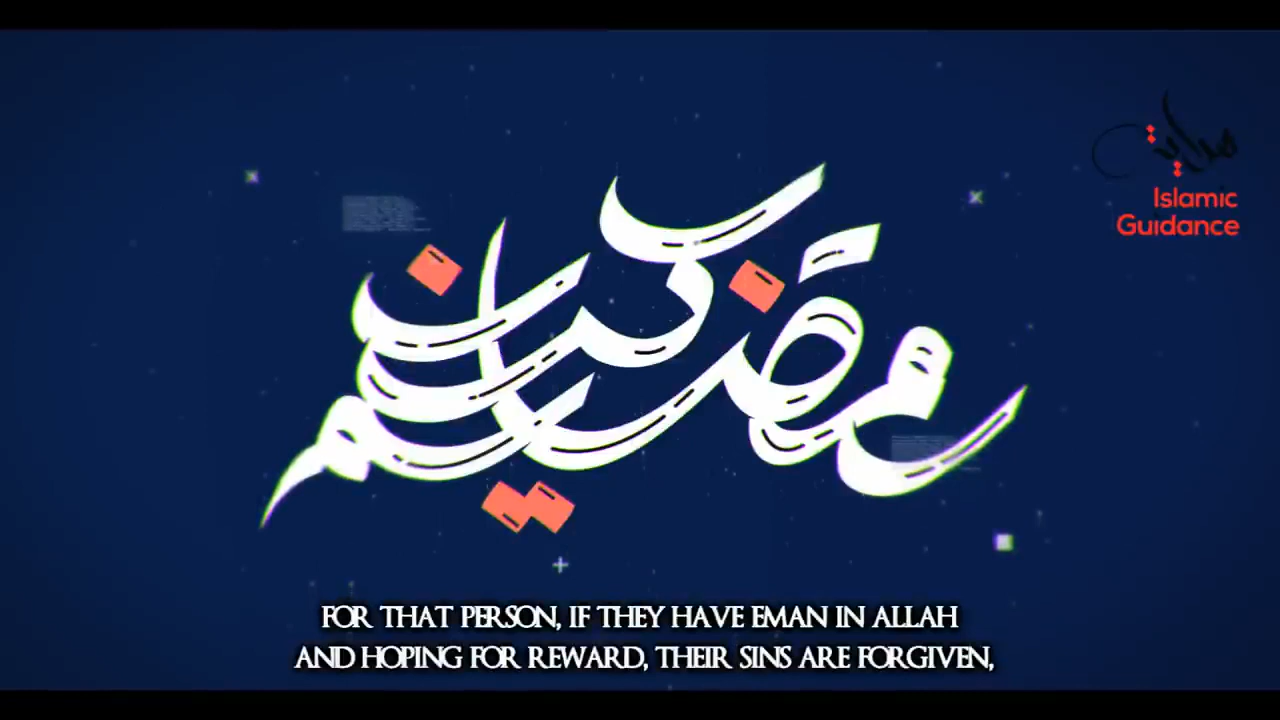 هداية
Islamic
Guidance
رمضان كريم
FOR THAT PERSON, IF THEY HAVE EMAN IN ALLAH
AND HOPING FOR REWARD, THEIR SINS ARE FORGIVEN,